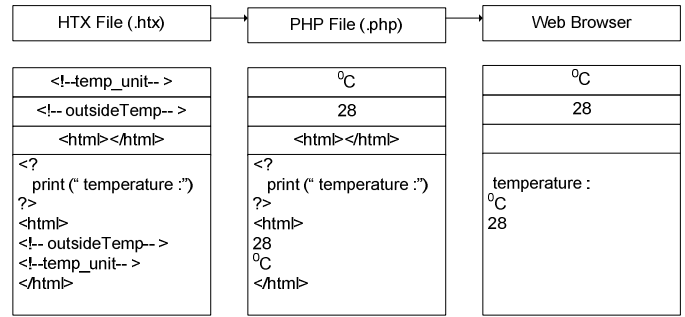 HTX File (.htx)
PHP File (.php)
Web Browser
<!--temp_unit-- >
<!-- outsideTemp-- >
<html></html>
<?
print (“ temperature :”)
?>
<html>
<!-- outsideTemp-- >
<!--temp_unit-- >
</html>
⁰C
28
<html></html>
<?
print (“ temperature :”)
?>
<html>
28
⁰C
</html>
⁰C
28
temperature :
⁰C
28